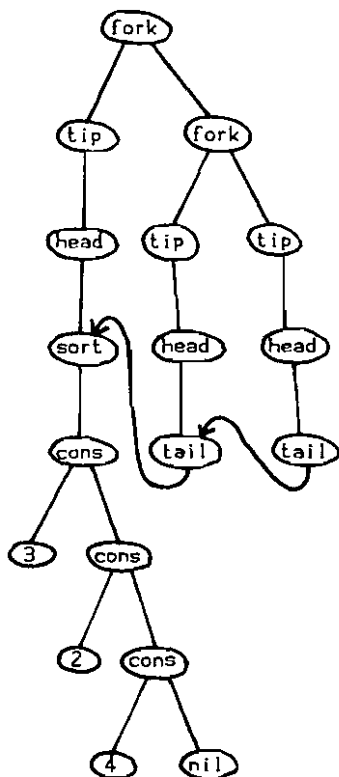 fork
tip fork
head tip tip
sort head head
cons tail tail
3 cons
2 cons
4 nil